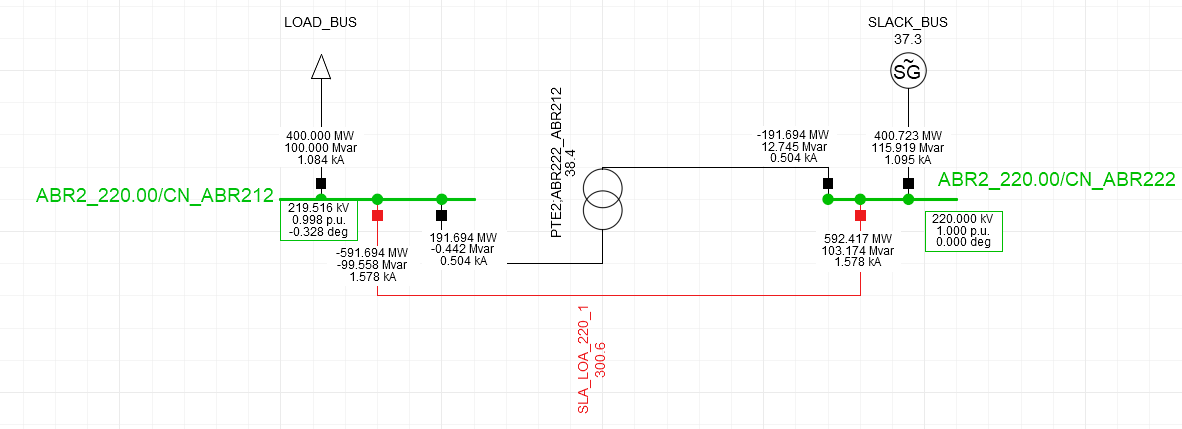 LOAD_BUS
SLACK_BUS
37.3
SG
~
400.000 MW
100.000 Mvar
1.084 kA
PTE2;ABR222_ABR212
38.4
-191.694 MW
12.745 Mvar
0.504 kA
400.723 MW
115.919 Mvar
1.095 kA
ABR2_220.00/CN_ABR212
ABR2_220.00/CN_ABR222
219.516 kV
0.998 p.u.
-0.328 deg
220.000 kV
1.000 p.u.
0.000 deg
-591.694 MW
-99.558 Mvar
1.578 kA
191.694 MW
-0.442 Mvar
0.504 kA
592.417 MW
103.174 Mvar
1.578 kA
SLA_LOA_220_1
300.6